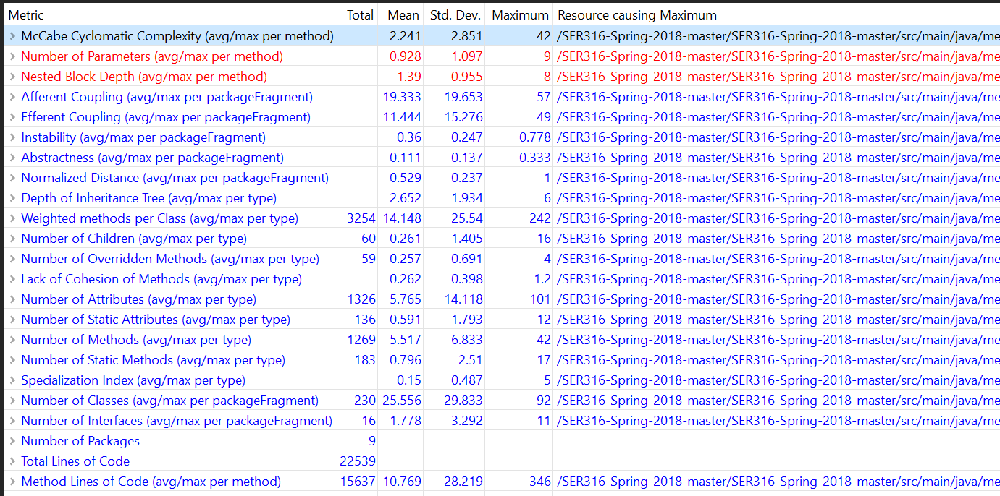 Metric Total Mean Std. Dev. Maximum Resource causing Maximum
McCabe Cyclomatic Complexity (avg/max per method) 2.241 2.851 42 /SER316-Spring-2018-master/SER316-Spring-2018-master/src/main/java/me
Number of Parameters (avg/max per method) 0.928 1.097 9 /SER316-Spring-2018-master/SER316-Spring-2018-master/src/main/java/me
Nested Block Depth (avg/max per method) 1.39 0.955 8 /SER316-Spring-2018-master/SER316-Spring-2018-master/src/main/java/me
Afferent Coupling (avg/max per packageFragment) 19.333 19.653 57 /SER316-Spring-2018-master/SER316-Spring-2018-master/src/main/java/me
Efferent Coupling (avg/max per packageFragment) 11.444 15.276 49 /SER316-Spring-2018-master/SER316-Spring-2018-master/src/main/java/me
Instability (avg/max per packageFragment) 0.36 0.247 0.778 /SER316-Spring-2018-master/SER316-Spring-2018-master/src/main/java/me
Abstractness (avg/max per packageFragment) 0.111 0.137 0.333 /SER316-Spring-2018-master/SER316-Spring-2018-master/src/main/java/me
Normalized Distance (avg/max per packageFragment) 0.529 0.237 1 /SER316-Spring-2018-master/SER316-Spring-2018-master/src/main/java/me
Depth of Inheritance Tree (avg/max per type) 2.652 1.934 6 /SER316-Spring-2018-master/SER316-Spring-2018-master/src/main/java/me
Weighted methods per Class (avg/max per type) 3254 14.148 25.54 242 /SER316-Spring-2018-master/SER316-Spring-2018-master/src/main/java/me
Number of Children (avg/max per type) 60 0.261 1.405 16 /SER316-Spring-2018-master/SER316-Spring-2018-master/src/main/java/me
Number of Overridden Methods (avg/max per type) 59 0.257 0.691 4 /SER316-Spring-2018-master/SER316-Spring-2018-master/src/main/java/me
Lack of Cohesion of Methods (avg/max per type) 0.262 0.398 1.2 /SER316-Spring-2018-master/SER316-Spring-2018-master/src/main/java/me
Number of Attributes (avg/max per type) 1326 5.765 14.118 101 /SER316-Spring-2018-master/SER316-Spring-2018-master/src/main/java/me
Number of Static Attributes (avg/max per type) 136 0.591 1.793 12 /SER316-Spring-2018-master/SER316-Spring-2018-master/src/main/java/me
Number of Methods (avg/max per type) 1269 5.517 6.833 42 /SER316-Spring-2018-master/SER316-Spring-2018-master/src/main/java/me
Number of Static Methods (avg/max per type) 183 0.796 2.51 17 /SER316-Spring-2018-master/SER316-Spring-2018-master/src/main/java/me
Specialization Index (avg/max per type) 0.15 0.487 5 /SER316-Spring-2018-master/SER316-Spring-2018-master/src/main/java/me
Number of Classes (avg/max per packageFragment) 230 25.556 29.833 92 /SER316-Spring-2018-master/SER316-Spring-2018-master/src/main/java/me
Number of Interfaces (avg/max per packageFragment) 16 1.778 3.292 11 /SER316-Spring-2018-master/SER316-Spring-2018-master/src/main/java/me
Number of Packages 9
Total Lines of Code 22539
Method Lines of Code (avg/max per method) 15637 10.769 28.219 346 /SER316-Spring-2018-master/SER316-Spring-2018-master/src/main/java/me